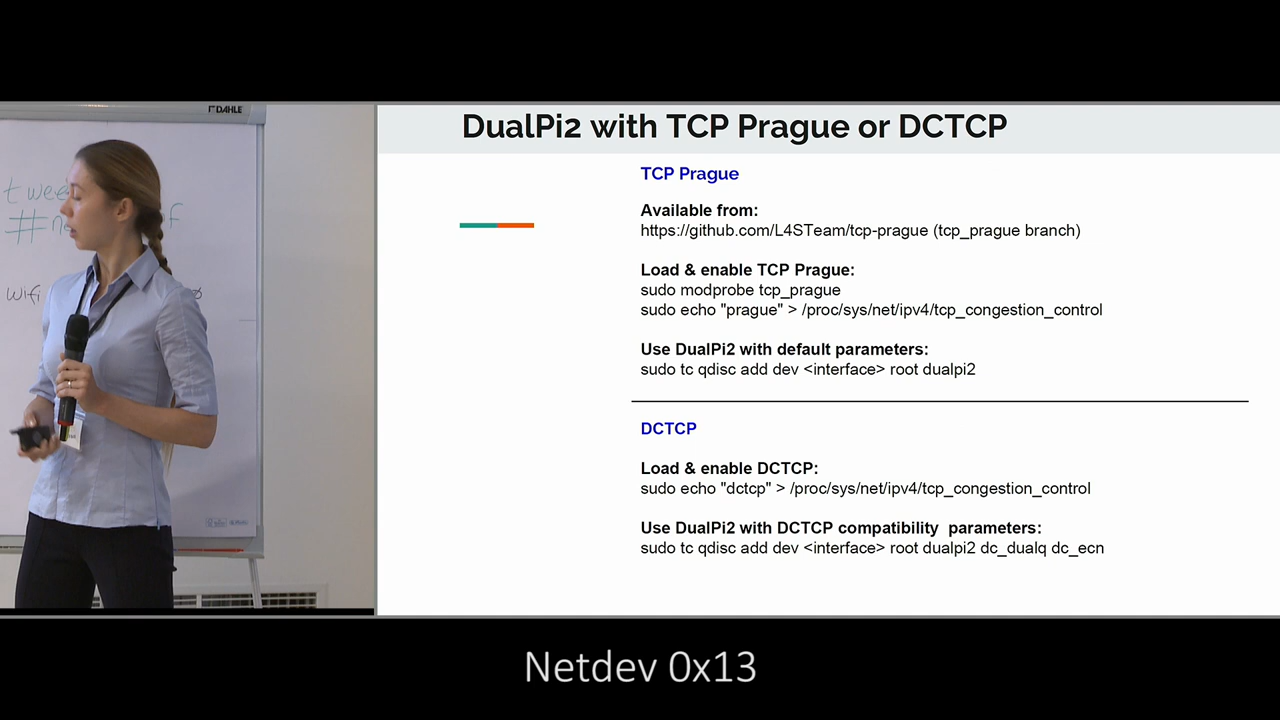 DAHLE
DualPi2 with TCP Prague or DCTCP
TCP Prague
Available from:
https://github.com/L4STeam/tcp-prague (tcp_prague branch)
Load & enable TCP Prague:
sudo modprobe tcp_prague
sudo echo "prague" > /proc/sys/net/ipv4/tcp_congestion_control
Use DualPi2 with default parameters:
sudo tc qdisc add dev <interface> root dualpi2
DCTCP
Load & enable DCTCP:
sudo echo "dctcp" > /proc/sys/net/ipv4/tcp_congestion_control
Use DualPi2 with DCTCP compatibility  parameters:
sudo tc qdisc add dev <interface> root dualpi2 dc_dualq dc_ecn
Wifi
Netdev 0x13